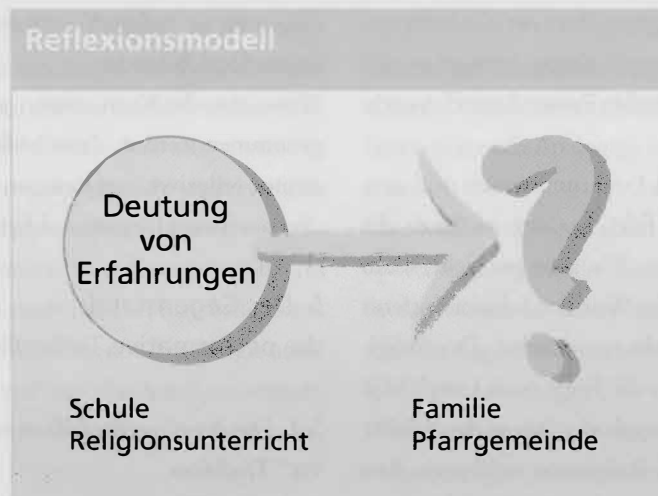 Reflexionsmodell
Deutung
von
Erfahrungen
?
Schule
Religionsunterricht
Familie
Pfarrgemeinde